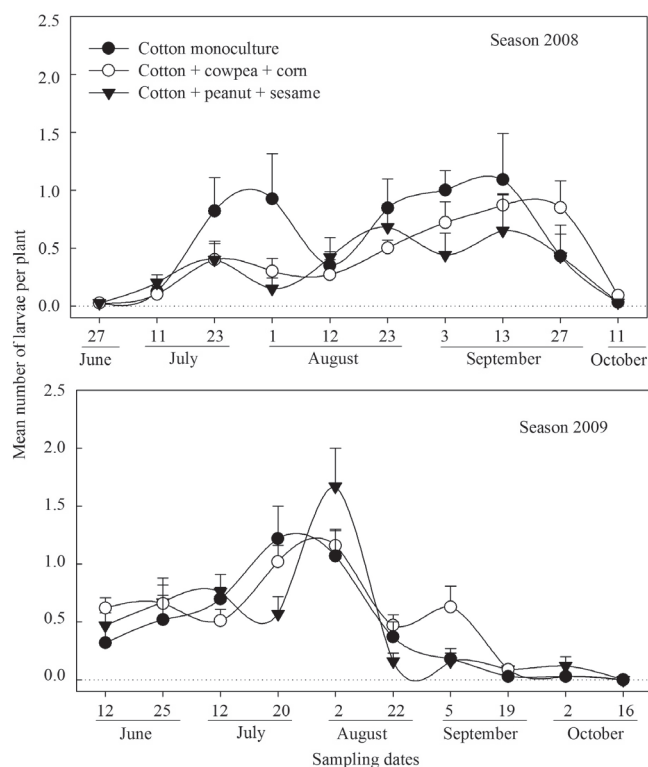 Mean number of larvae per plant
2.5
2.0
1.5
1.0
0.5
0.0
Cotton monoculture
Cotton + cowpea + corn
Cotton + peanut + sesame
Season 2008
27 11 23 1 12 23 3 13 27 11
June July August September October
2.5
2.0
1.5
1.0
0.5
0.0
Season 2009
12 25 12 20 2 22 5 19 2 16
June July August September October
Sampling dates